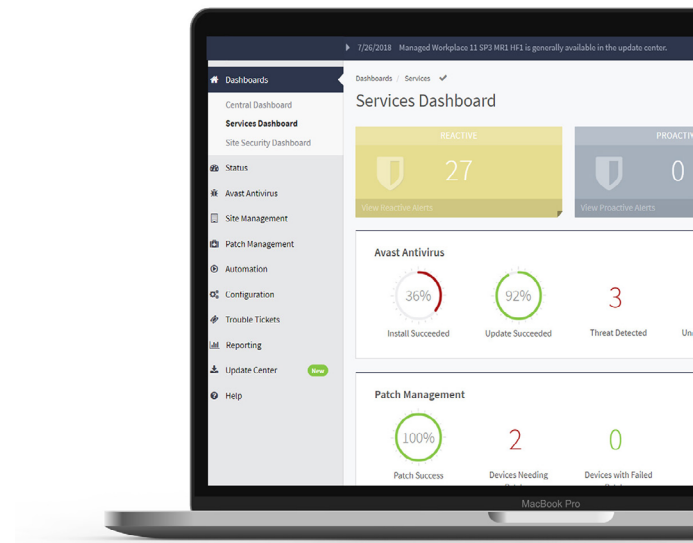 7/26/2018 Managed Workplace 11 SP3 MR1 HF1 is generally available in the update center.
Dashboards
Central Dashboard
Services Dashboard
Site Security Dashboard
Status
Avast Antivirus
Site Management
Patch Management
Automation
Configuration
Trouble Tickets
Reporting
Update Center New
Help
Dashboards / Services
Services Dashboard
REACTIVE
27
View Reactive Alerts
PROACTIV
0
View Proactive Alerts
Avast Antivirus
36%
Install Succeeded
92%
Update Succeeded
3
Threat Detected
Patch Management
100%
Patch Success
2
Devices Needing
0
Devices with Failed
MacBook Pro